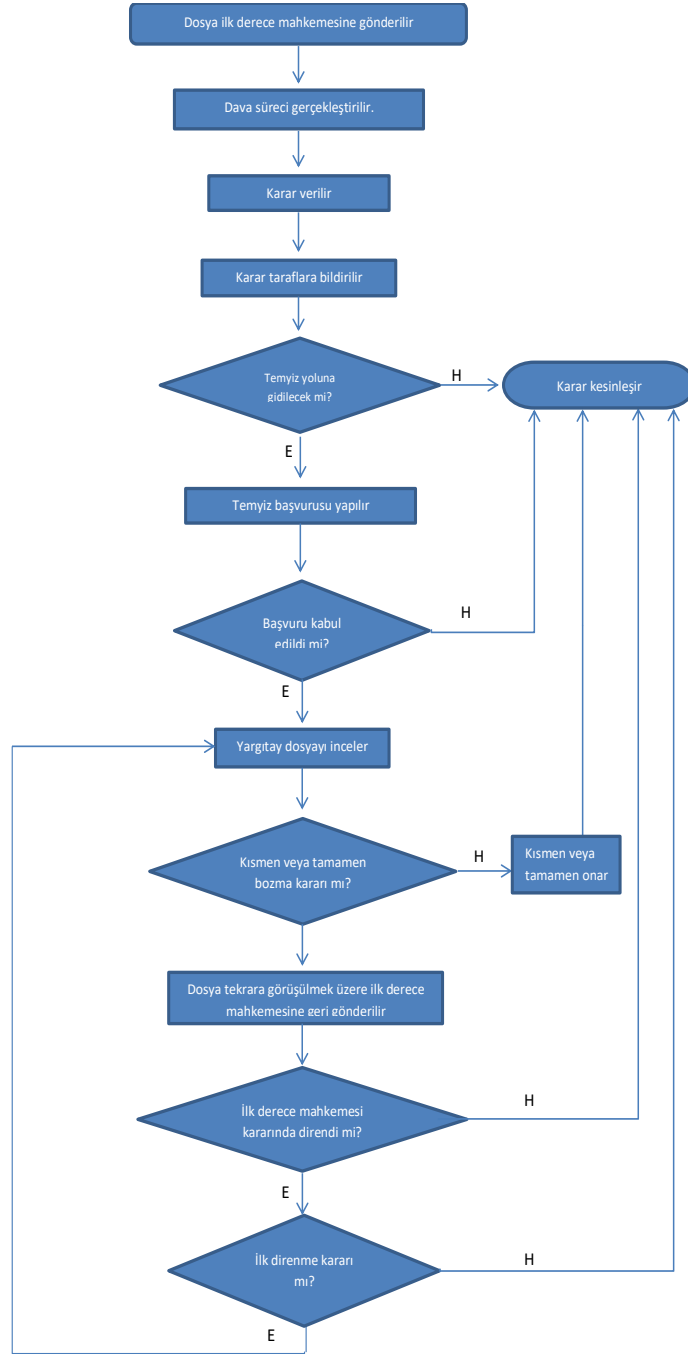 Dosya ilk derece mahkemesine gönderilir
Dava süreci gerçekleştirilir.
Karar verilir
Karar taraflara bildirilir
Temyiz yoluna
gidilecek mi?
H
Karar kesinleşir
E
Temyiz başvurusu yapılır
Başvuru kabul
edildi mi?
H
E
Yargıtay dosyayı inceler
Kısmen veya tamamen
bozma kararı mı?
H
Kısmen veya
tamamen onar
Dosya tekrara görüşülmek üzere ilk derece
mahkemesine geri gönderilir
İlk derece mahkemesi
kararında direndi mi?
H
E
İlk direnme kararı
mı?
H
E